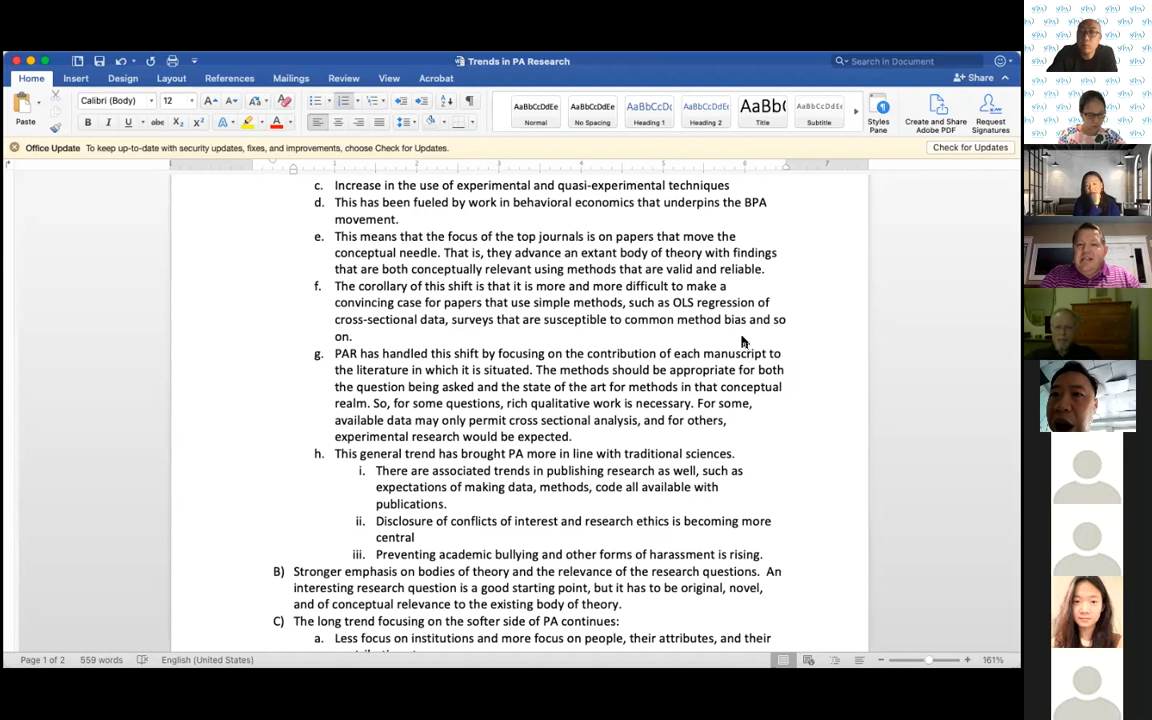 Trends in PA Research
Search in Document
Home Insert Design Layout References Mailings Review View Acrobat
Share
Paste
Calibri (Body) 12
AaBbCcDdEe AaBbCcDdEe AaBbCcDc AaBbCcDdEe AaBb( AaBbCcDdEe
Normal No Spacing Heading 1 Heading 2 Title Subtitle
Styles Pane
Create and Share Adobe PDF
Request Signatures
Office Update To keep up-to-date with security updates, fixes, and improvements, choose Check for Updates.
Check for Updates
1 1 2 3 4 5 6 7
c. Increase in the use of experimental and quasi-experimental techniques
d. This has been fueled by work in behavioral economics that underpins the BPA
movement.
e. This means that the focus of the top journals is on papers that move the
conceptual needle. That is, they advance an extant body of theory with findings
that are both conceptually relevant using methods that are valid and reliable.
f. The corollary of this shift is that it is more and more difficult to make a
convincing case for papers that use simple methods, such as OLS regression of
cross-sectional data, surveys that are susceptible to common method bias and so
on.
g. PAR has handled this shift by focusing on the contribution of each manuscript to
the literature in which it is situated. The methods should be appropriate for both
the question being asked and the state of the art for methods in that conceptual
realm. So, for some questions, rich qualitative work is necessary. For some,
available data may only permit cross sectional analysis, and for others,
experimental research would be expected.
h. This general trend has brought PA more in line with traditional sciences.
i. There are associated trends in publishing research as well, such as
expectations of making data, methods, code all available with
publications.
ii. Disclosure of conflicts of interest and research ethics is becoming more
central
iii. Preventing academic bullying and other forms of harassment is rising.
B) Stronger emphasis on bodies of theory and the relevance of the research questions. An
interesting research question is a good starting point, but it has to be original, novel,
and of conceptual relevance to the existing body of theory.
C) The long trend focusing on the softer side of PA continues:
a. Less focus on institutions and more focus on people, their attributes, and their
Page 1 of 2 559 words English (United States) 161%